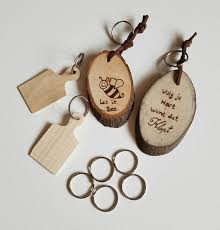 Let it
Bee
Volg je
Hart
Want dat
Klopt